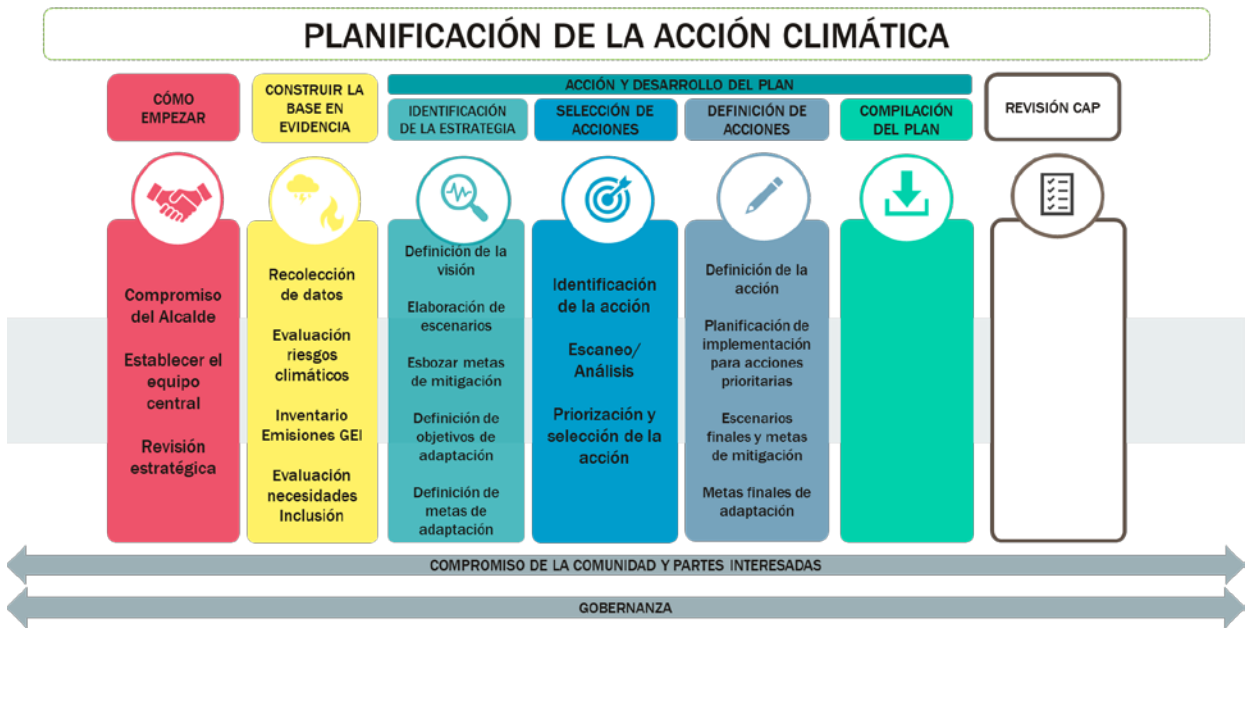 PLANIFICACIÓN DE LA ACCIÓN CLIMÁTICA
CÓMO
EMPEZAR
CONSTRUIR LA
BASE EN
EVIDENCIA
ACCIÓN Y DESARROLLO DEL PLAN
IDENTIFICACIÓN
DE LA ESTRATEGIA
SELECCIÓN DE
ACCIONES
DEFINICIÓN DE
ACCIONES
COMPILACIÓN
DEL PLAN
REVISIÓN CAP
Compromiso
del Alcalde
Establecer el
equipo
central
Revisión
estratégica
Recolección
de datos
Evaluación
riesgos
climáticos
Inventario
Emisiones GEI
Evaluación
necesidades
Inclusión
Definición de la
visión
Elaboración de
escenarios
Esbozar metas
de mitigación
Definición de
objetivos de
adaptación
Definición de
metas de
adaptación
Identificación
de la acción
Escaneo/
Análisis
Priorización y
selección de la
acción
Definición de la
acción
Planificación de
implementación
para acciones
prioritarias
Escenarios
finales y metas
de mitigación
Metas finales de
adaptación
COMPROMISO DE LA COMUNIDAD Y PARTES INTERESADAS
GOBERNANZA